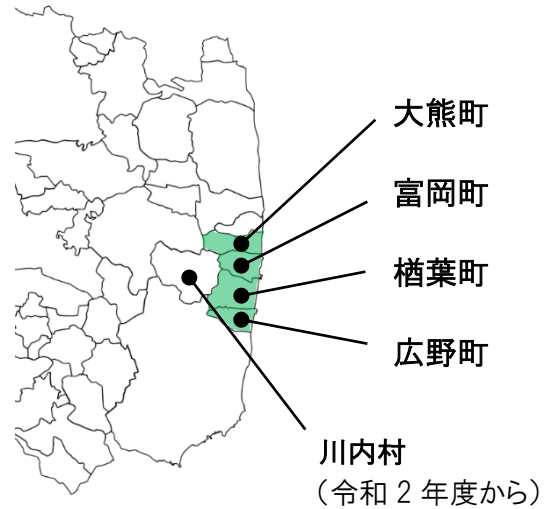 大熊町
富岡町
楢葉町
広野町
川内村
（令和２年度から）